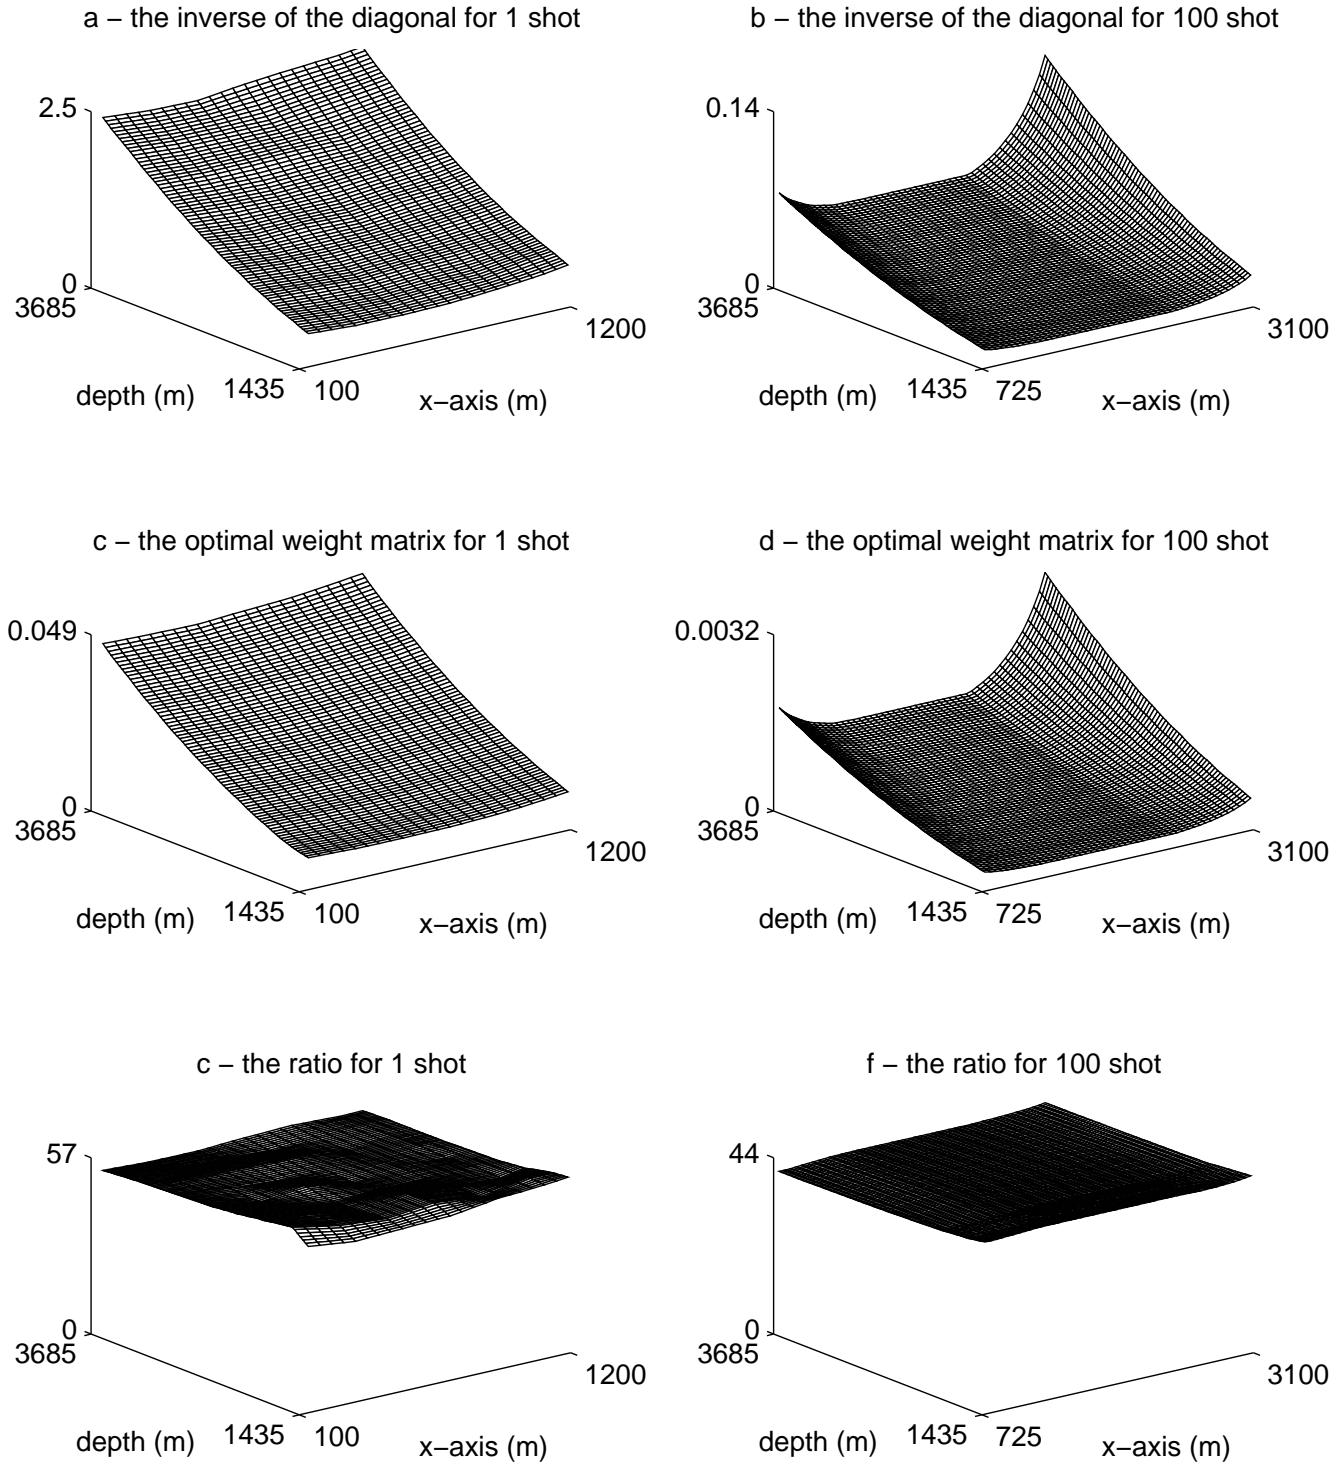 a – the inverse of the diagonal for 1 shot
2.5
0
3685
depth (m)
1435
100
x–axis (m)
1200
b – the inverse of the diagonal for 100 shot
0.14
0
3685
depth (m)
1435
725
x–axis (m)
3100
c – the optimal weight matrix for 1 shot
0.049
0
3685
depth (m)
1435
100
x–axis (m)
1200
d – the optimal weight matrix for 100 shot
0.0032
0
3685
depth (m)
1435
725
x–axis (m)
3100
c – the ratio for 1 shot
57
0
3685
depth (m)
1435
100
x–axis (m)
1200
f – the ratio for 100 shot
44
0
3685
depth (m)
1435
725
x–axis (m)
3100